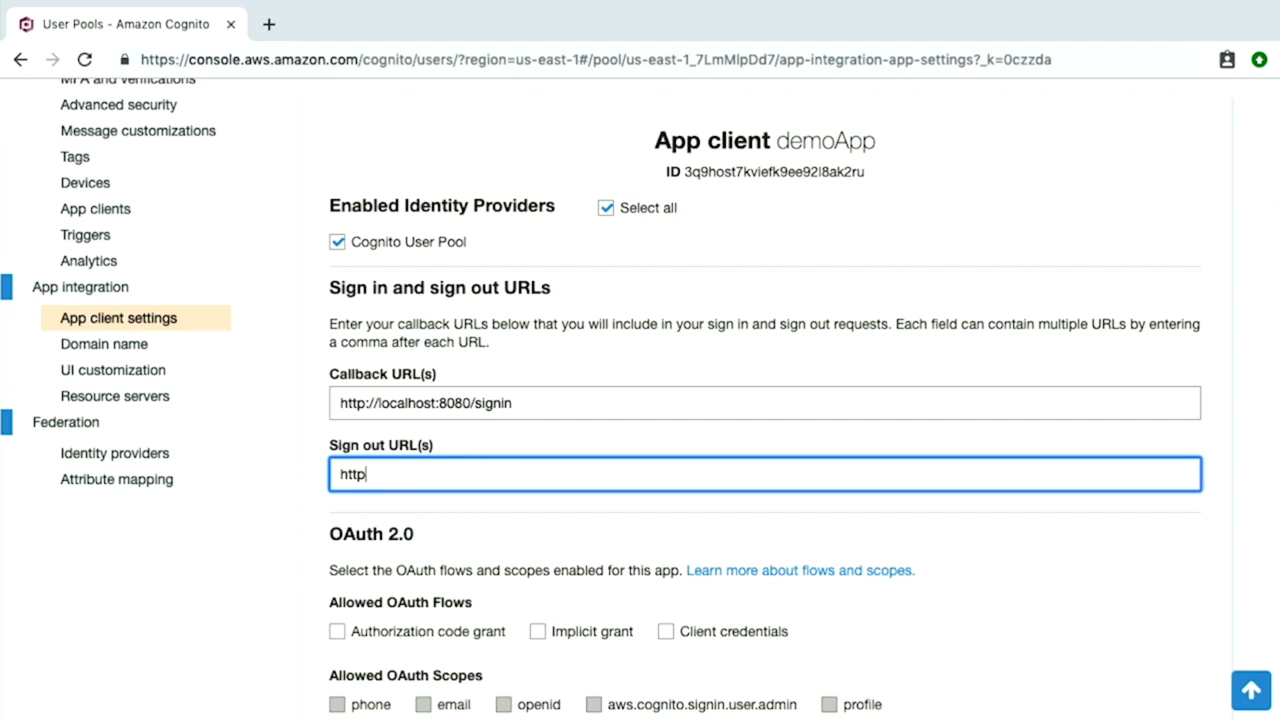 User Pools - Amazon Cognito
https://console.aws.amazon.com/cognito/users/?region=us-east-1#/pool/us-east-1_7LmMlpDd7/app-integration-app-settings?_k=0czzda
MFA and verifications
Advanced security
Message customizations
Tags
Devices
App clients
Triggers
Analytics
App integration
App client settings
Domain name
UI customization
Resource servers
Federation
Identity providers
Attribute mapping
App client demoApp
ID 3q9host7kviefk9ee92l8ak2ru
Enabled Identity Providers
Select all
Cognito User Pool
Sign in and sign out URLs
Enter your callback URLs below that you will include in your sign in and sign out requests. Each field can contain multiple URLs by entering
a comma after each URL.
Callback URL(s)
http://localhost:8080/signin
Sign out URL(s)
http
OAuth 2.0
Select the OAuth flows and scopes enabled for this app. Learn more about flows and scopes.
Allowed OAuth Flows
Authorization code grant
Implicit grant
Client credentials
Allowed OAuth Scopes
phone
email
openid
aws.cognito.signin.user.admin
profile